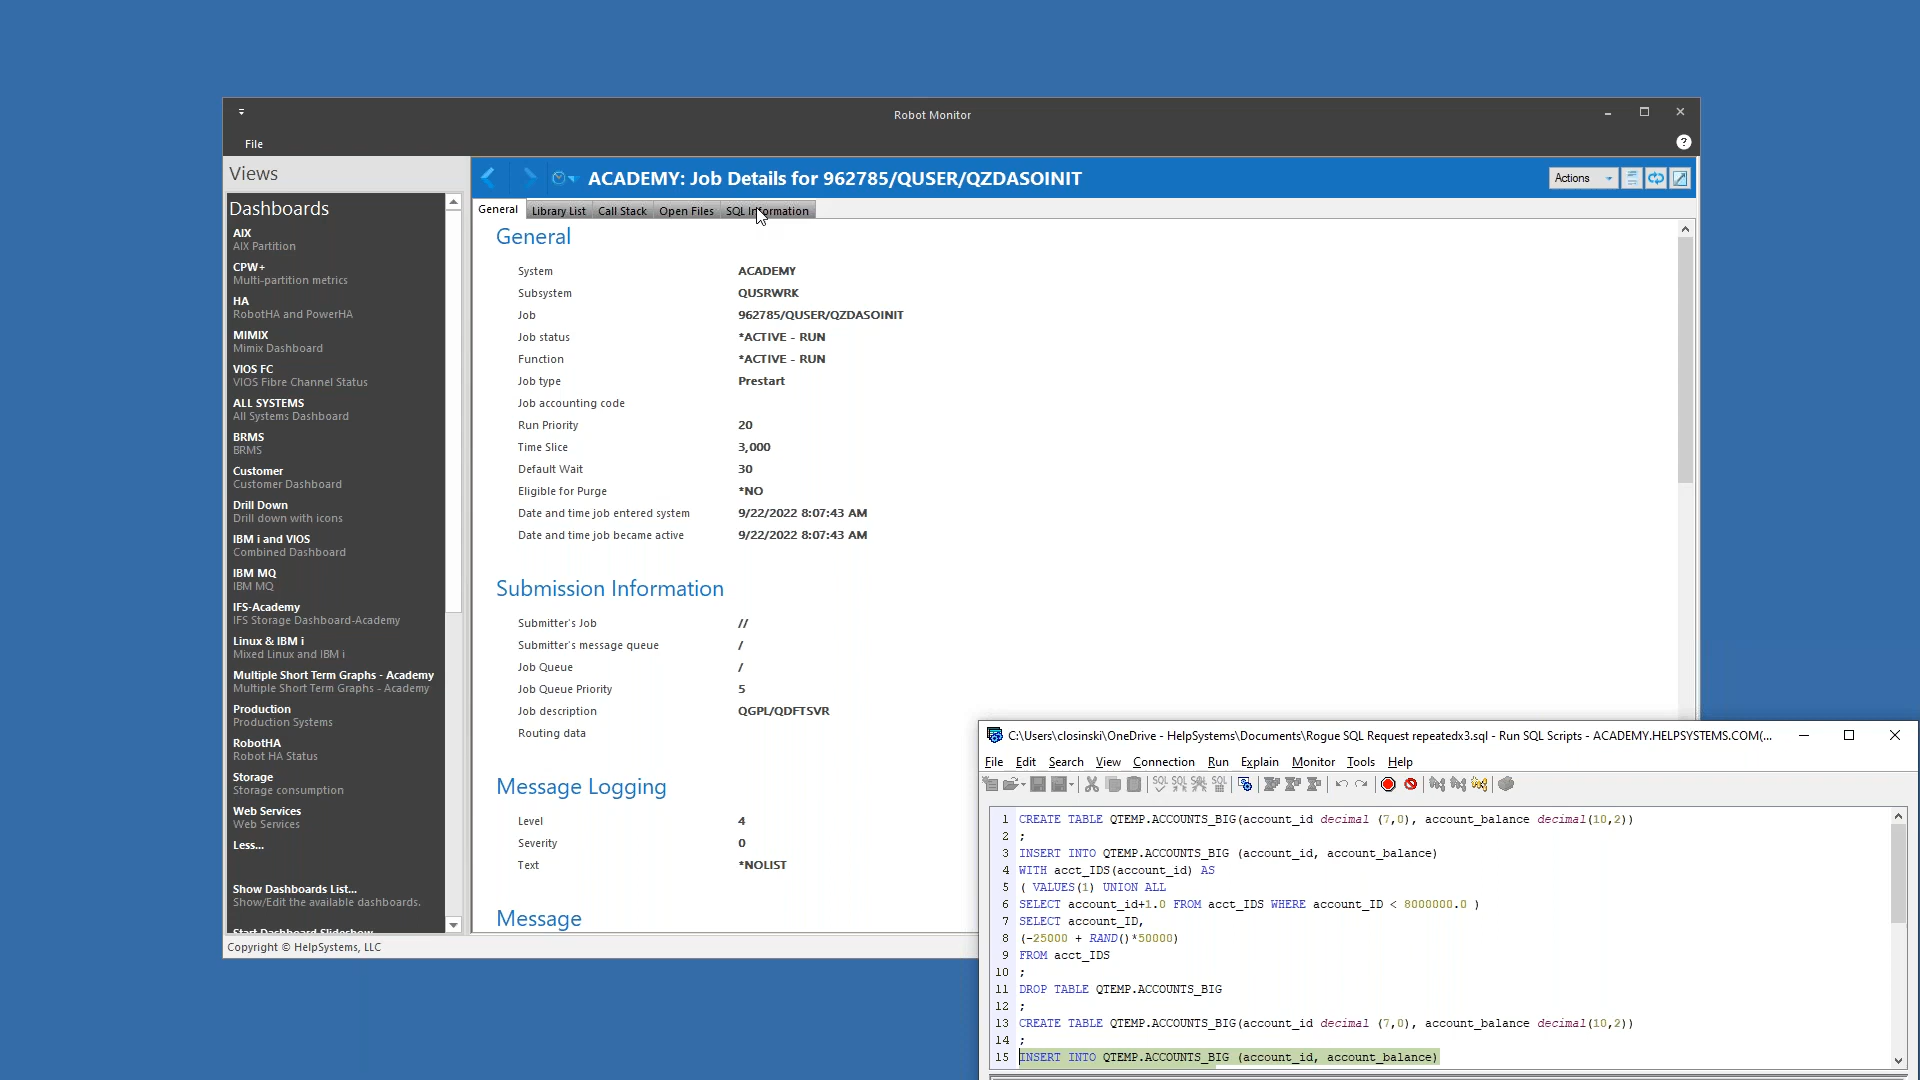 Robot Monitor
File
?
Views
Dashboards
AIX
AIX Partition
CPW+
Multi-partition metrics
HA
RobotHA and PowerHA
MIMIX
Mimix Dashboard
VIOS FC
VIOS Fibre Channel Status
ALL SYSTEMS
All Systems Dashboard
BRMS
BRMS
Customer
Customer Dashboard
Drill Down
Drill down with icons
IBM i and VIOS
Combined Dashboard
IBM MQ
IBM MQ
IFS-Academy
IFS Storage Dashboard-Academy
Linux & IBM i
Mixed Linux and IBM i
Multiple Short Term Graphs - Academy
Multiple Short Term Graphs - Academy
Production
Production Systems
RobotHA
Robot HA Status
Storage
Storage consumption
Web Services
Web Services
Less...
Show Dashboards List...
Show/Edit the available dashboards.
Start Dashboard Slideshow
Copyright © HelpSystems, LLC
ACADEMY: Job Details for 962785/QUSER/QZDASOINIT
Actions
General Library List Call Stack Open Files SQL Information
General
System ACADEMY
Subsystem QUSRWRK
Job 962785/QUSER/QZDASOINIT
Job status *ACTIVE - RUN
Function *ACTIVE - RUN
Job type Prestart
Job accounting code
Run Priority 20
Time Slice 3,000
Default Wait 30
Eligible for Purge *NO
Date and time job entered system 9/22/2022 8:07:43 AM
Date and time job became active 9/22/2022 8:07:43 AM
Submission Information
Submitter's Job //
Submitter's message queue /
Job Queue /
Job Queue Priority 5
Job description QGPL/QDFTSVR
Routing data
Message Logging
Level 4
Severity 0
Text *NOLIST
Message
C:\Users\closinski\OneDrive - HelpSystems\Documents\Rogue SQL Request repeatedx3.sql - Run SQL Scripts - ACADEMY.HELPSYSTEMS.COM(...
File Edit Search View Connection Run Explain Monitor Tools Help
1 CREATE TABLE QTEMP.ACCOUNTS_BIG(account_id decimal (7,0), account_balance decimal(10,2))
2 ;
3 INSERT INTO QTEMP.ACCOUNTS_BIG (account_id, account_balance)
4 WITH acct_IDS(account_id) AS
5 ( VALUES(1) UNION ALL
6 SELECT account_id+1.0 FROM acct_IDS WHERE account_ID < 8000000.0 )
7 SELECT account_ID,
8 (-25000 + RAND()*50000)
9 FROM acct_IDS
10 ;
11 DROP TABLE QTEMP.ACCOUNTS_BIG
12 ;
13 CREATE TABLE QTEMP.ACCOUNTS_BIG(account_id decimal (7,0), account_balance decimal(10,2))
14 ;
15 INSERT INTO QTEMP.ACCOUNTS_BIG (account_id, account_balance)